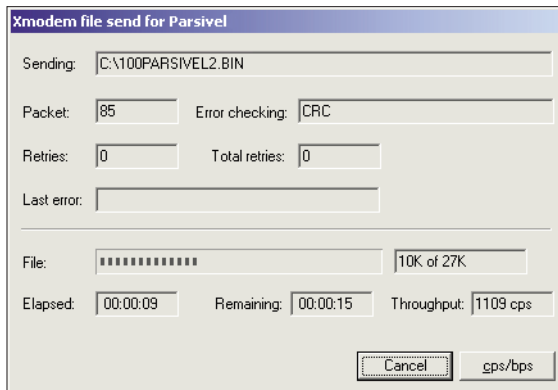 Xmodem file send for Parsivel
Sending: C:\100PARSIVEL2.BIN
Packet: 85 Error checking: CRC
Retries: 0 Total retries: 0
Last error:
File: 10K of 27K
Elapsed: 00:00:09 Remaining: 00:00:15 Throughput: 1109 cps
Cancel cps/bps